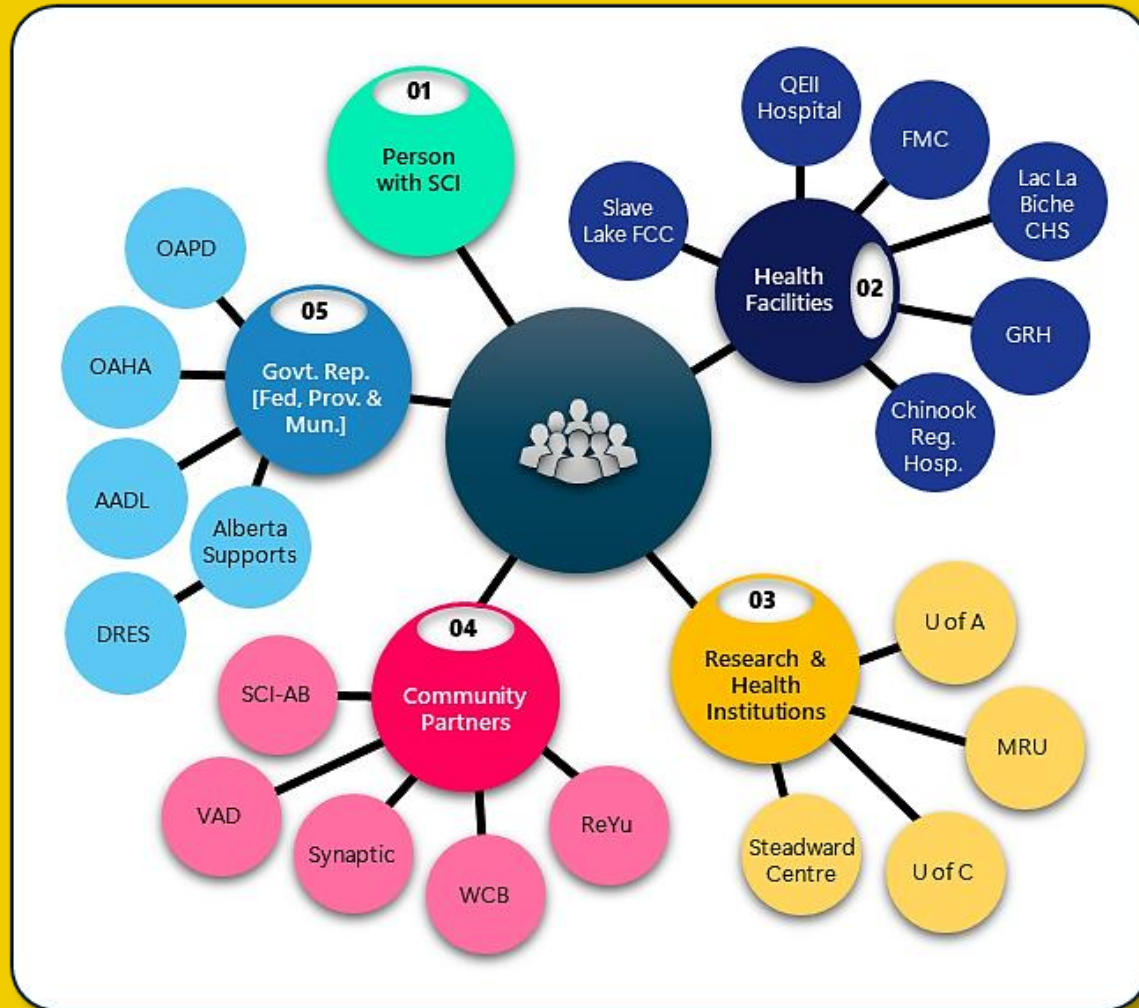 01
Person
with SCI
02
Health
Facilities
Slave
Lake FCC
QEII
Hospital
FMC
Lac La
Biche
CHS
GRH
Chinook
Reg.
Hosp.
03
Research &
Health
Institutions
U of A
MRU
U of C
Steadward
Centre
04
Community
Partners
SCI-AB
VAD
Synaptic
WCB
ReYu
05
Govt. Rep.
[Fed, Prov. &
Mun.]
OAPD
OAHA
AADL
Alberta
Supports
DRES